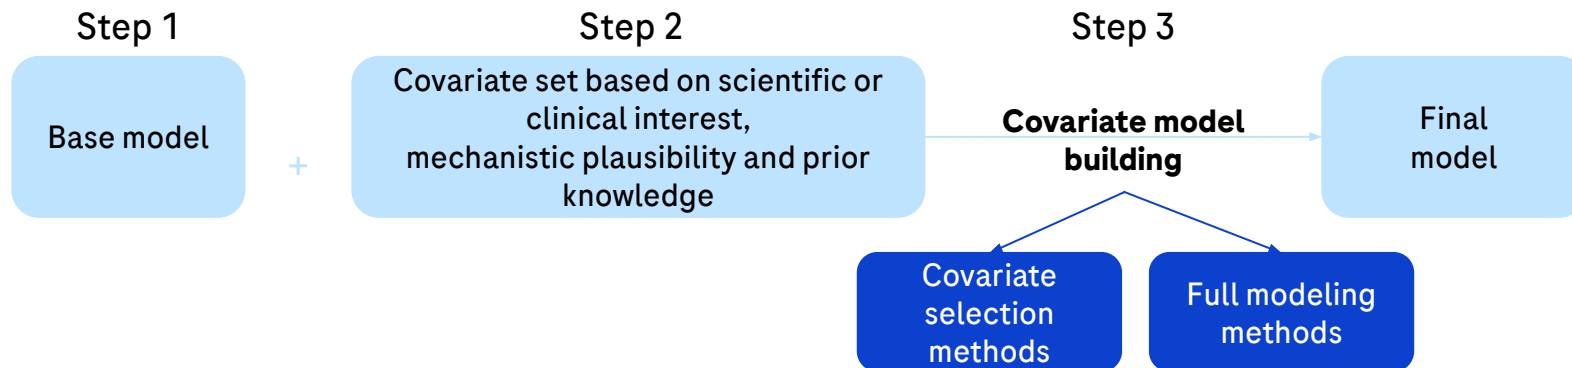 Step 1
Step 2
Step 3
Base model
+
Covariate set based on scientific or
clinical interest,
mechanistic plausibility and prior
knowledge
Covariate model
building
Final
model
Covariate
selection
methods
Full modeling
methods